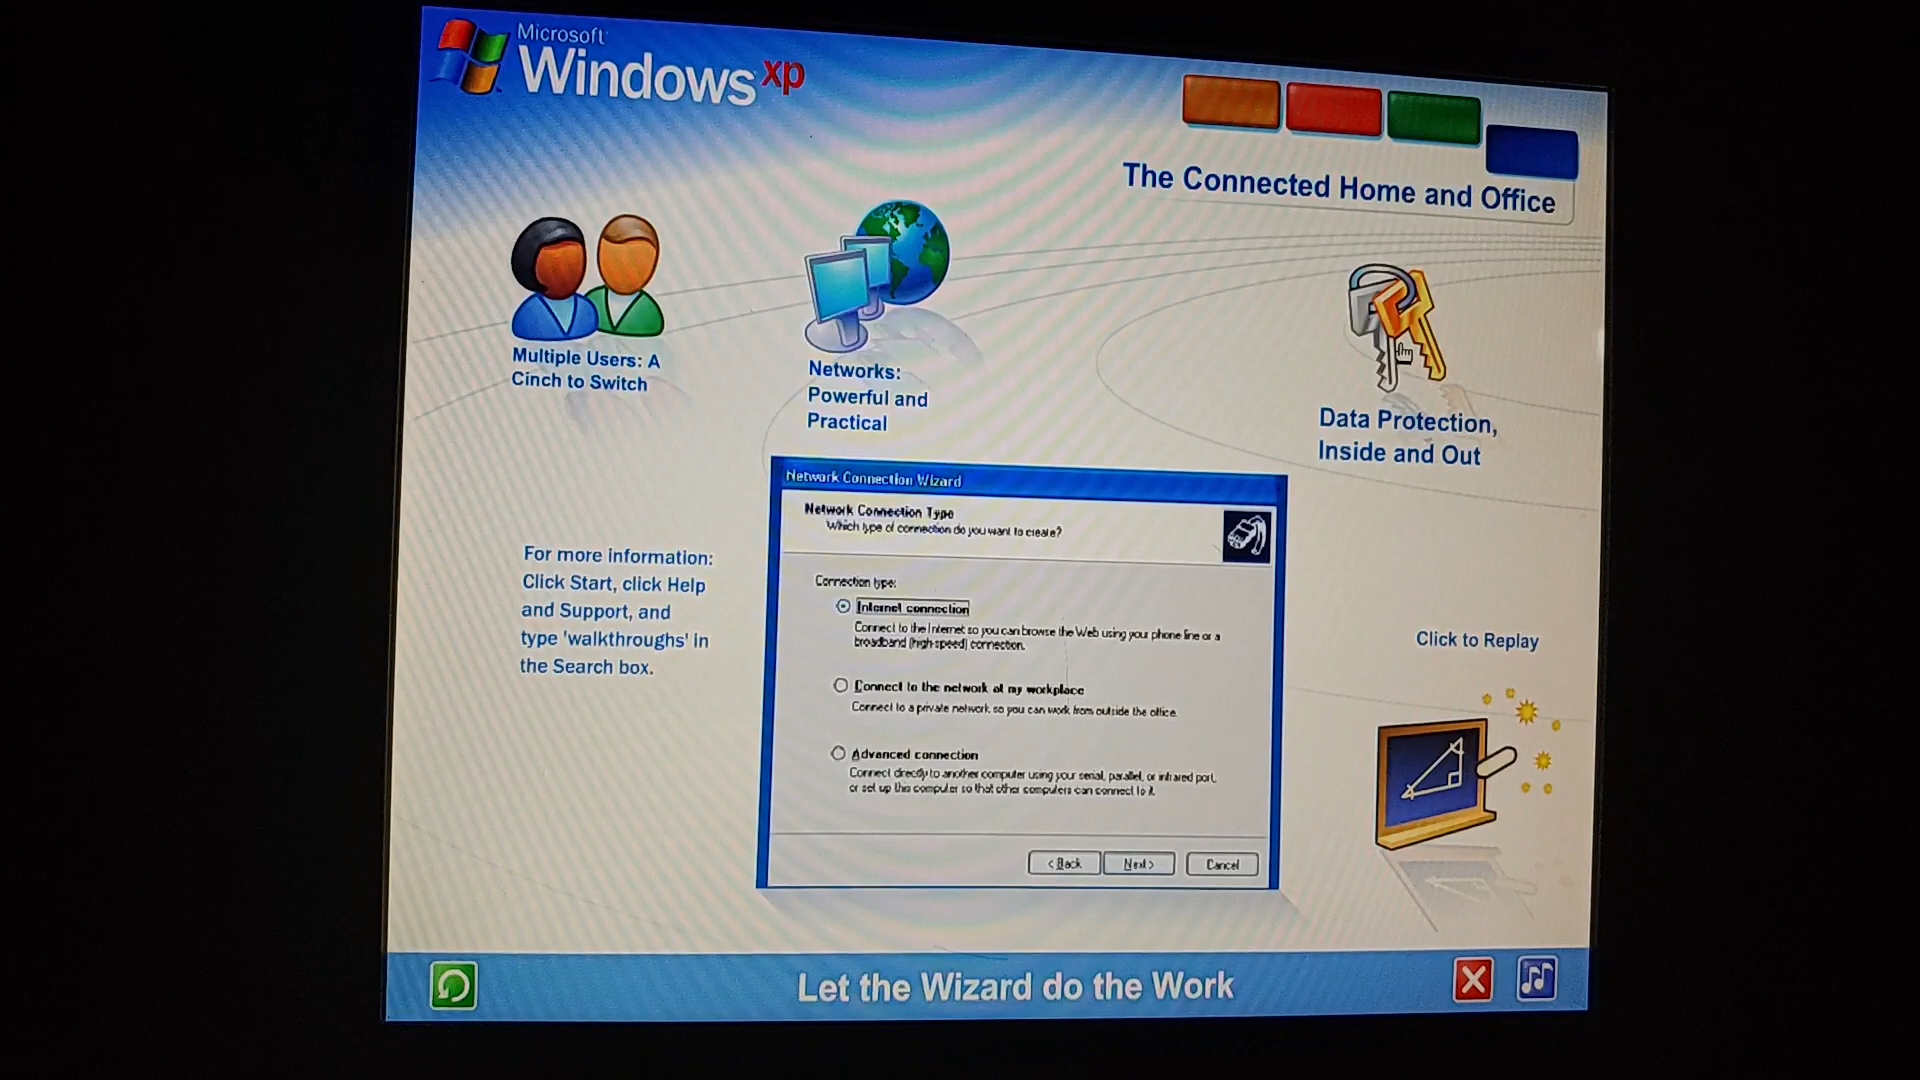 Microsoft
Windows xp
The Connected Home and Office
Multiple Users: A
Cinch to Switch
Networks:
Powerful and
Practical
Data Protection,
Inside and Out
Network Connection Wizard
Network Connection Type
Which type of connection do you want to create?
Connection type:
Internet connection
Connect to the Internet so you can browse the Web using your phone line or a
broadband (high-speed) connection.
Connect to the network at my workplace
Connect to a private network so you can work from outside the office.
Advanced connection
Connect directly to another computer using your serial, parallel, or infrared port,
or set up this computer so that other computers can connect to it.
< Back
Next >
Cancel
For more information:
Click Start, click Help
and Support, and
type 'walkthroughs' in
the Search box.
Click to Replay
Let the Wizard do the Work